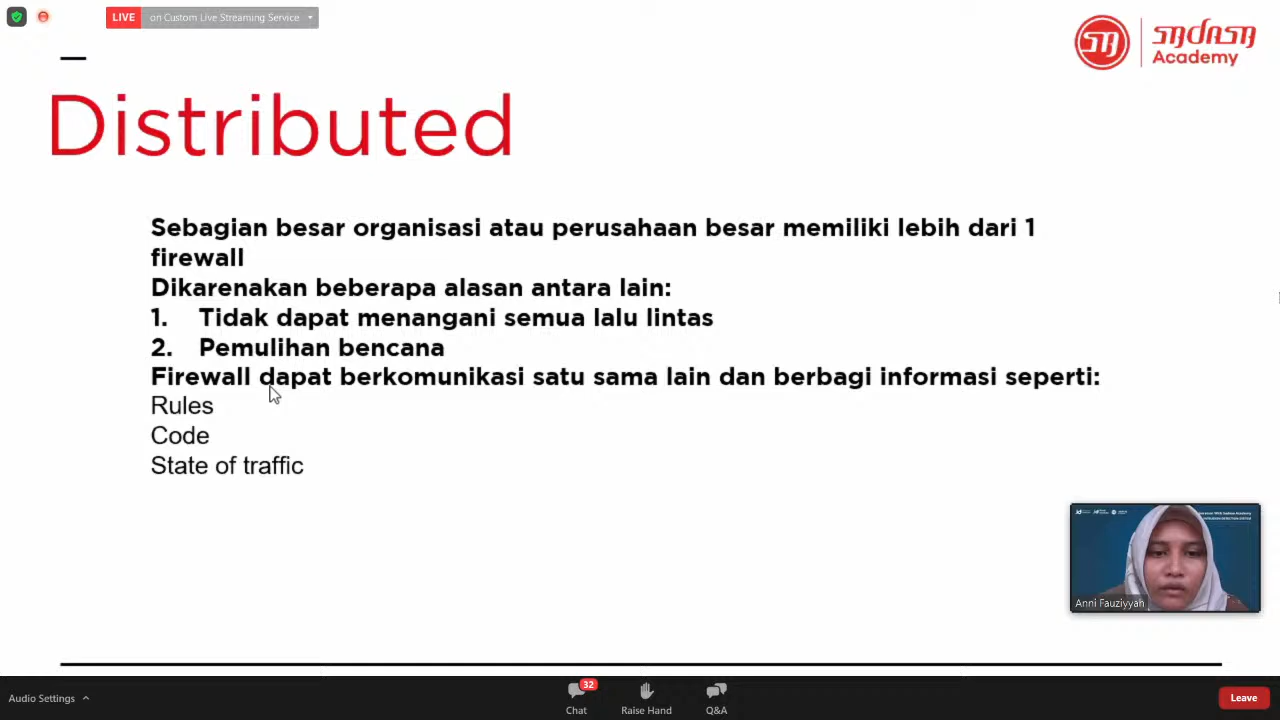 LIVE on Custom Live Streaming Service
SADASA
Academy
Distributed
Sebagian besar organisasi atau perusahaan besar memiliki lebih dari 1
firewall
Dikarenakan beberapa alasan antara lain:
1. Tidak dapat menangani semua lalu lintas
2. Pemulihan bencana
Firewall dapat berkomunikasi satu sama lain dan berbagi informasi seperti:
Rules
Code
State of traffic
Anni Fauziyyah
Audio Settings
32
Chat
Raise Hand
Q&A
Leave